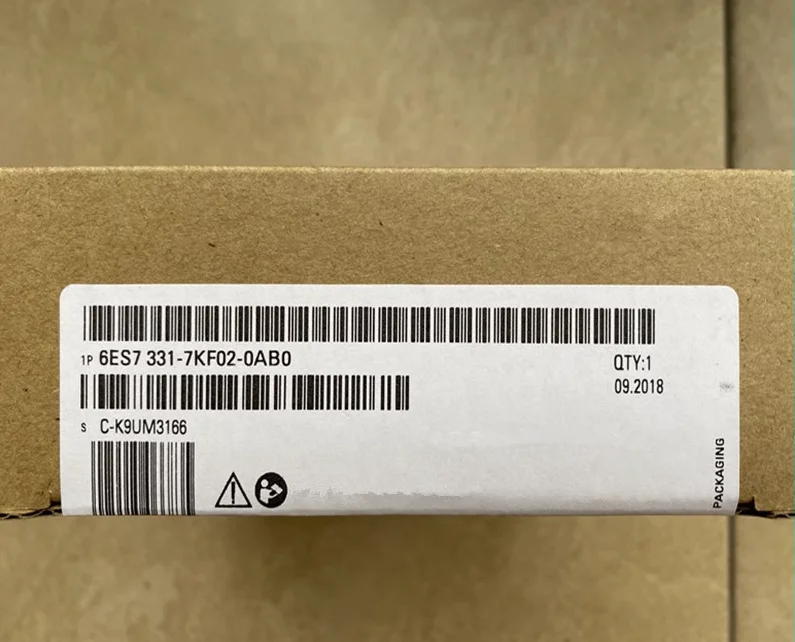 1P 6ES7 331-7KF02-0AB0
QTY:1
09.2018
S C-K9UM3166
PACKAGING